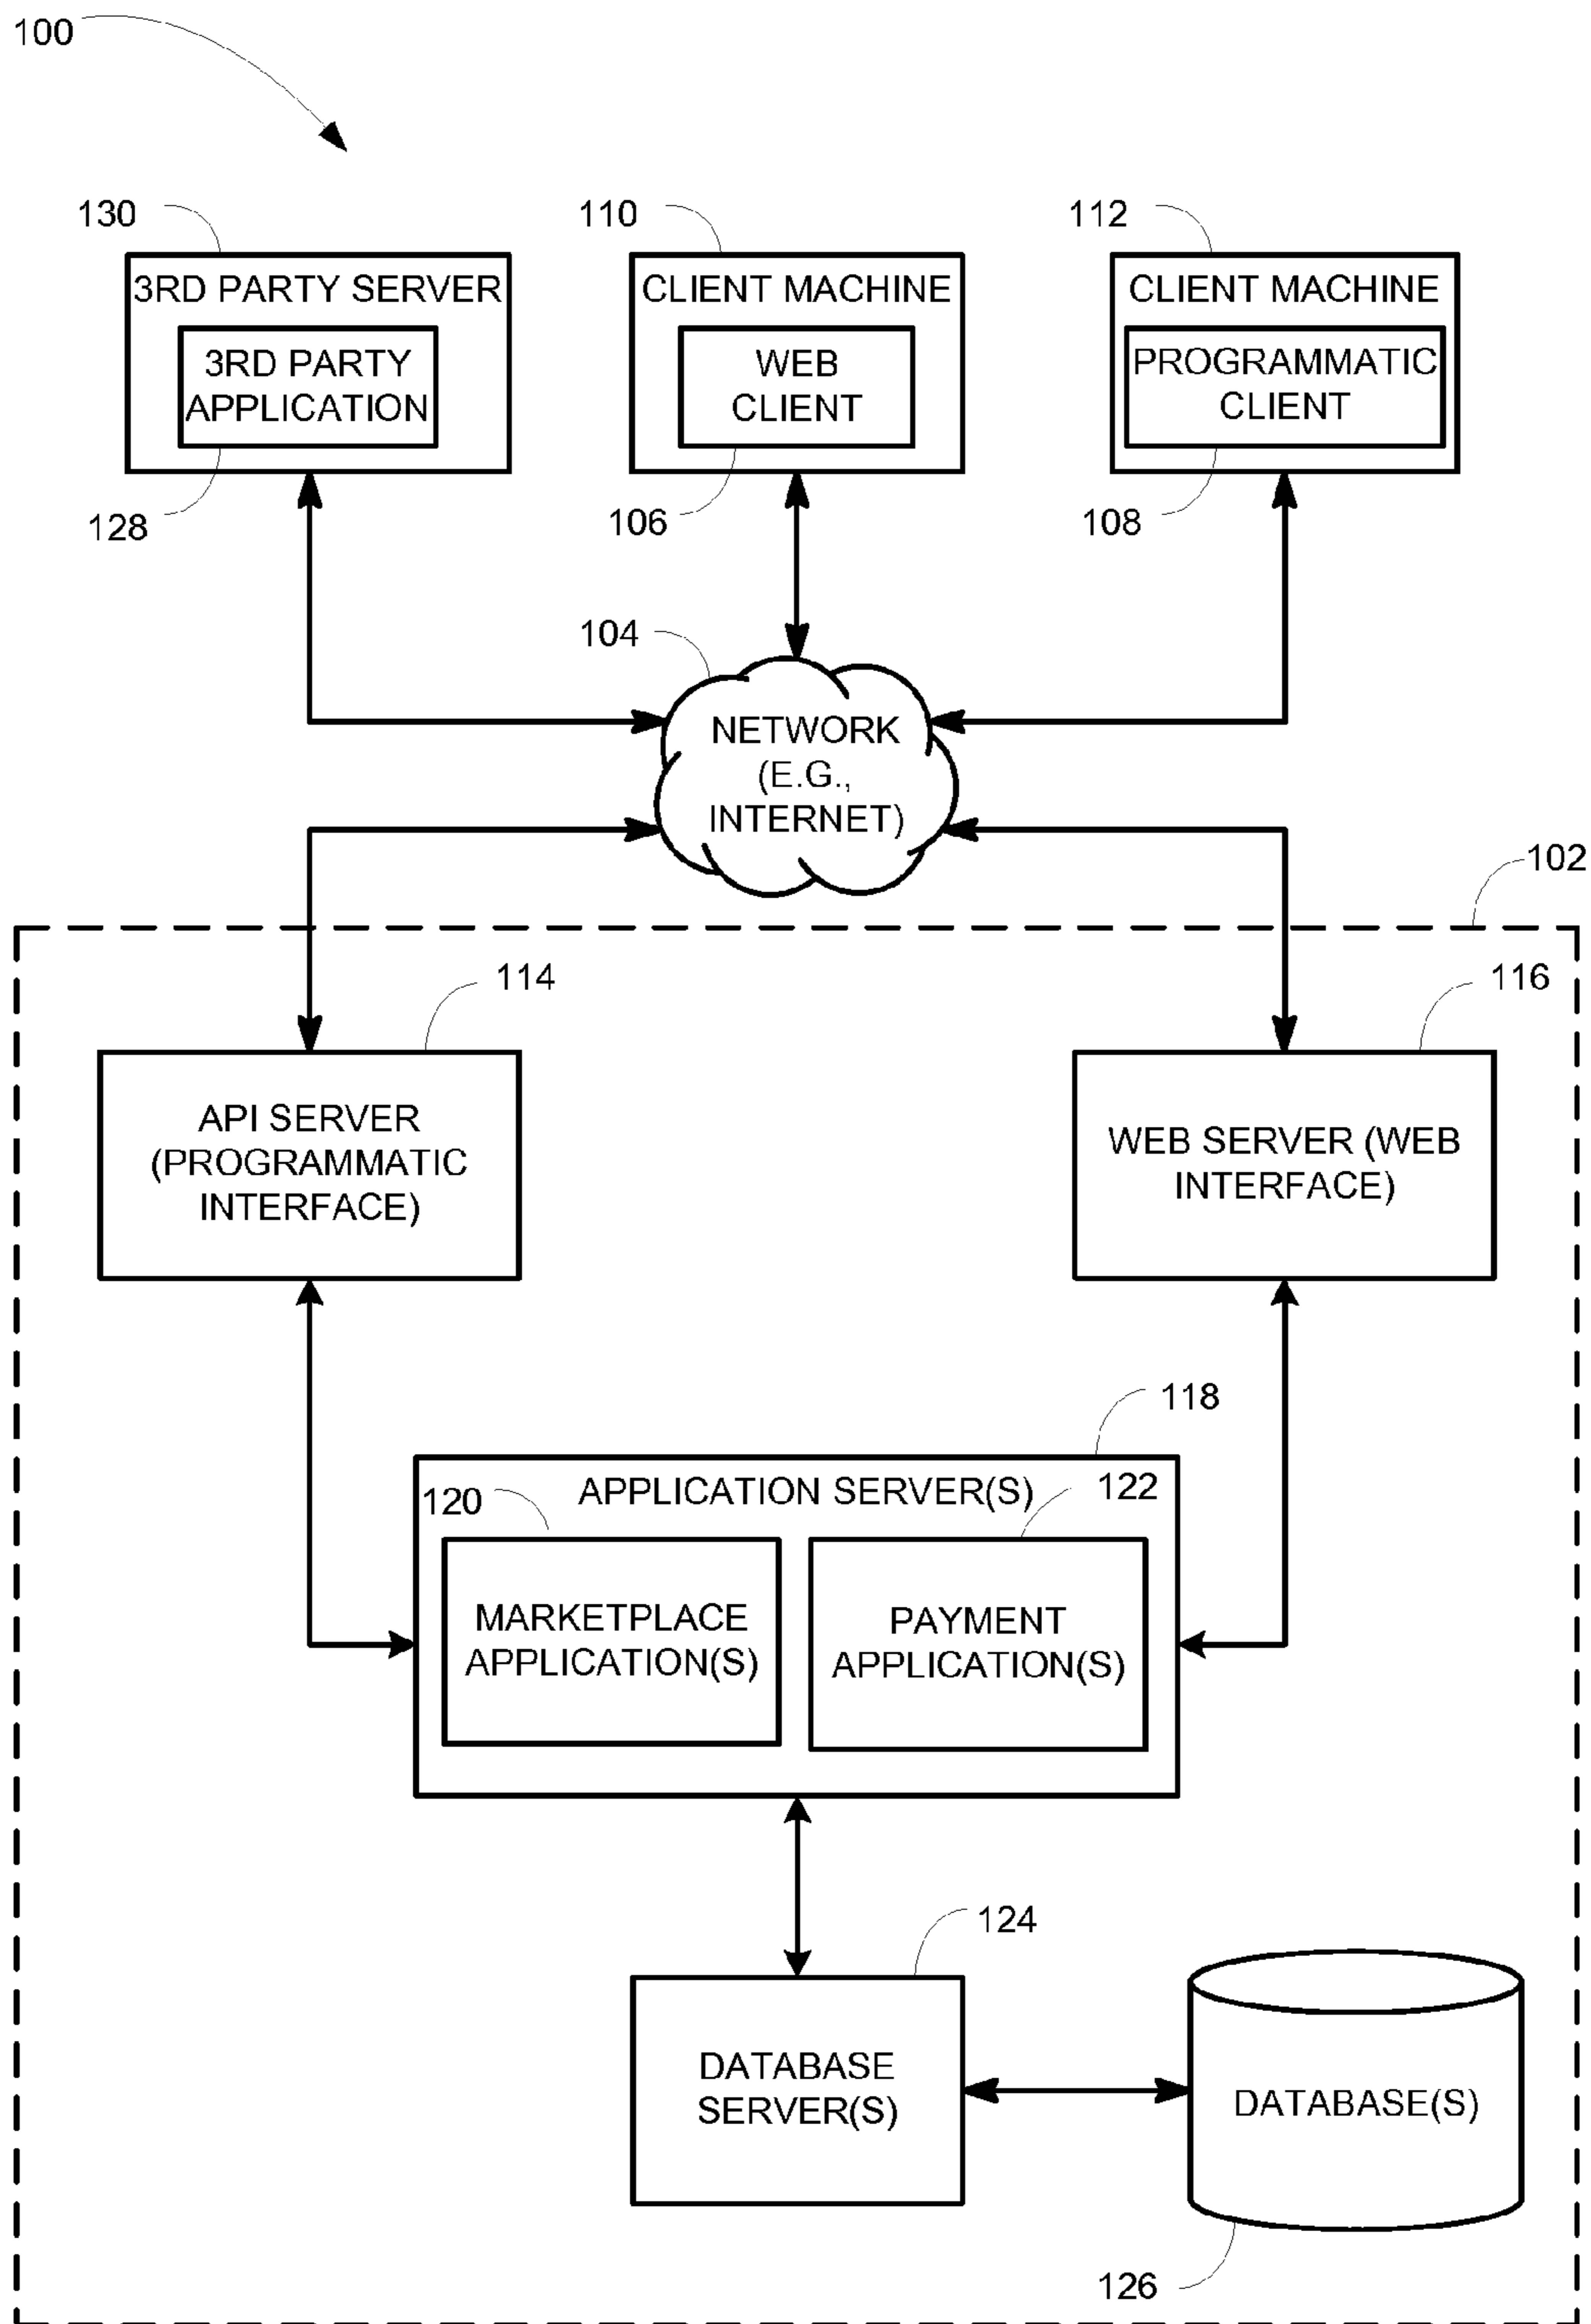 100
130
110
112
3RD PARTY SERVER
CLIENT MACHINE
CLIENT MACHINE
3RD PARTY
APPLICATION
WEB
CLIENT
PROGRAMMATIC
CLIENT
128
106
108
104
NETWORK
(E.G.,
INTERNET)
102
114
116
API SERVER
(PROGRAMMATIC
INTERFACE)
WEB SERVER (WEB
INTERFACE)
118
APPLICATION SERVER(S)
120
122
MARKETPLACE
APPLICATION(S)
PAYMENT
APPLICATION(S)
124
DATABASE
SERVER(S)
DATABASE(S)
126